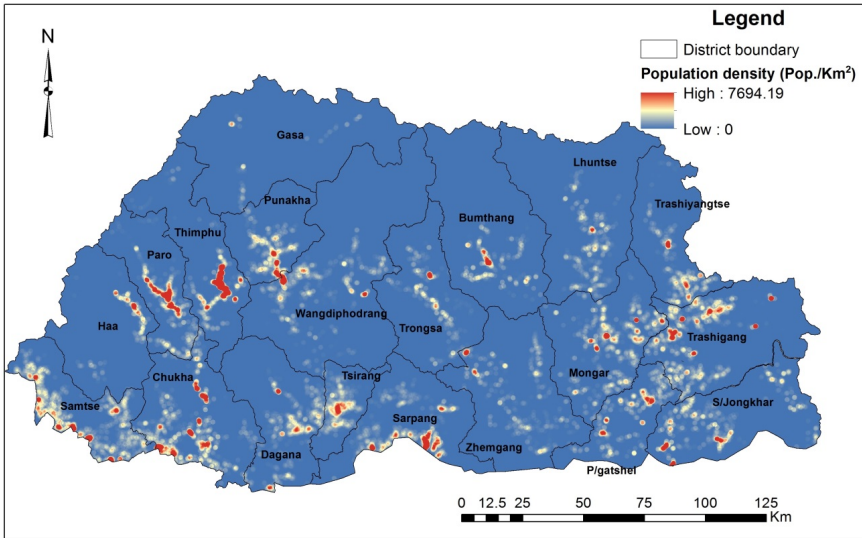 Legend
N
District boundary
Population density (Pop./Km²)
High : 7694.19
Low : 0
Gasa
Lhuntse
Punakha
Trashiyangtse
Bumthang
Thimphu
Paro
Wangdiphodrang
Haa
Trongsa
Trashigang
Tsirang
Mongar
Chukha
Samtse
S/Jongkhar
Sarpang
Zhemgang
Dagana
P/gatshel
0 12.5 25 50 75 100 125
Km